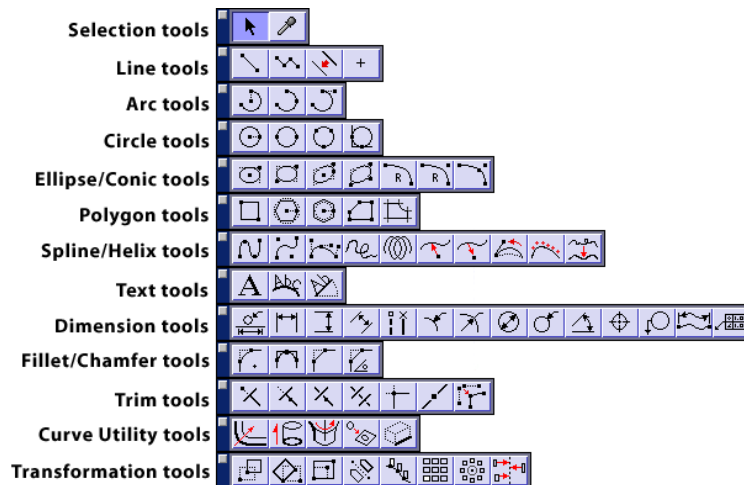 Selection tools
Line tools
Arc tools
Circle tools
Ellipse/Conic tools
R R
Polygon tools
Spline/Helix tools
Text tools
A ABC
Dimension tools
Fillet/Chamfer tools
Trim tools
Curve Utility tools
Transformation tools